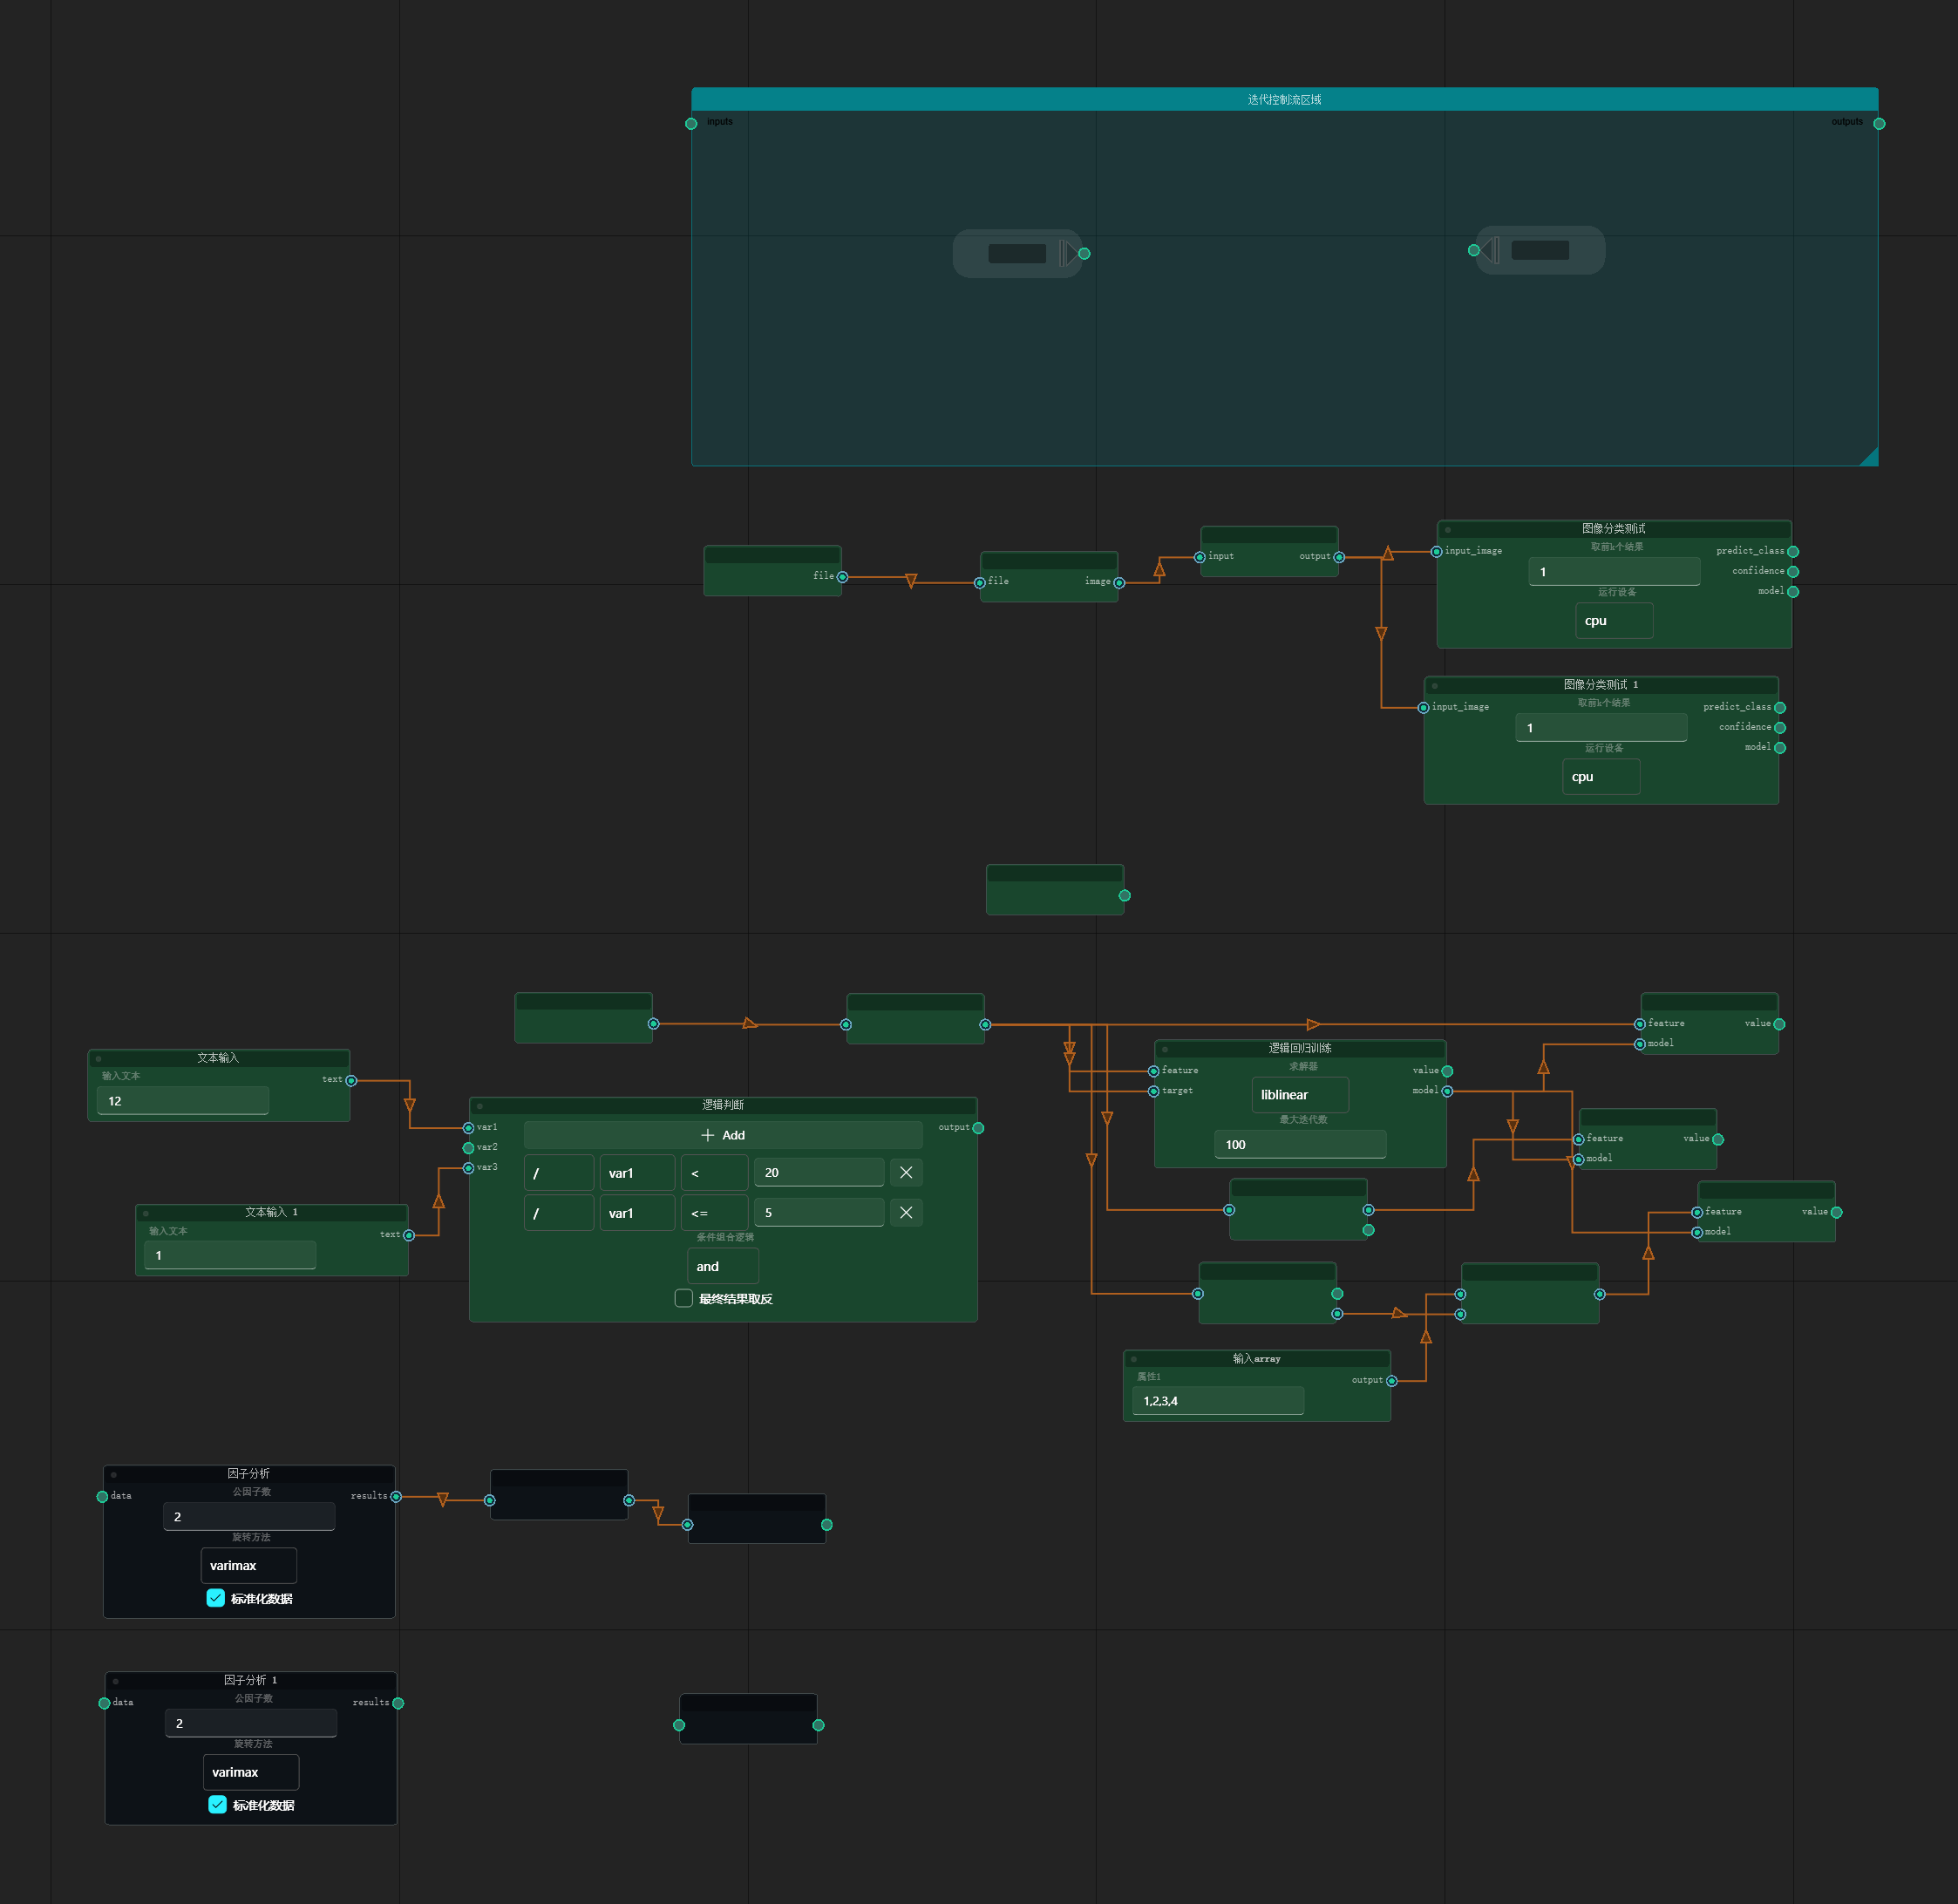 迭代控制流区域
inputs
outputs
file
file
image
input
output
图像分类测试
input_image
取前k个结果
1
运行设备
cpu
predict_class
confidence
model
图像分类测试 1
input_image
取前k个结果
1
运行设备
cpu
predict_class
confidence
model
feature
model
value
文本输入
输入文本
12
text
逻辑判断
var1
var2
var3
Add
/ var1 < 20
/ var1 <= 5
条件组合逻辑
and
最终结果取反
output
文本输入 1
输入文本
1
text
逻辑回归训练
feature
target
求解器
liblinear
最大迭代数
100
value
model
feature
model
value
feature
model
value
输入array
属性1
1,2,3,4
output
因子分析
data
公因子数
2
旋转方法
varimax
标准化数据
results
因子分析 1
data
公因子数
2
旋转方法
varimax
标准化数据
results